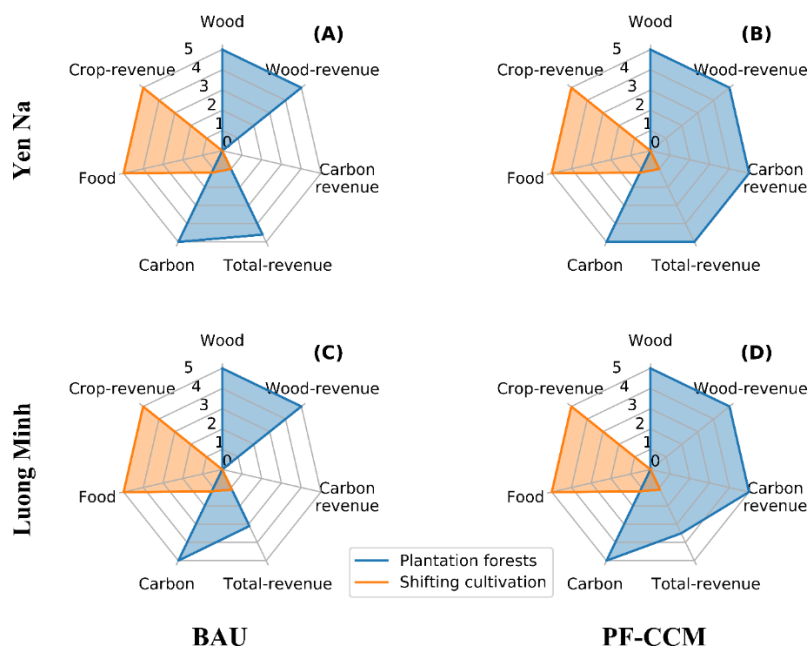 Yen Na
(A)
Wood
Wood-revenue
Carbon
revenue
Total-revenue
Carbon
Food
Crop-revenue
5
4
3
2
1
0
(B)
Wood
Wood-revenue
Carbon
revenue
Total-revenue
Carbon
Food
Crop-revenue
5
4
3
2
1
0
Luong Minh
(C)
Wood
Wood-revenue
Carbon
revenue
Total-revenue
Carbon
Food
Crop-revenue
5
4
3
2
1
0
(D)
Wood
Wood-revenue
Carbon
revenue
Total-revenue
Carbon
Food
Crop-revenue
5
4
3
2
1
0
Plantation forests
Shifting cultivation
BAU
PF-CCM